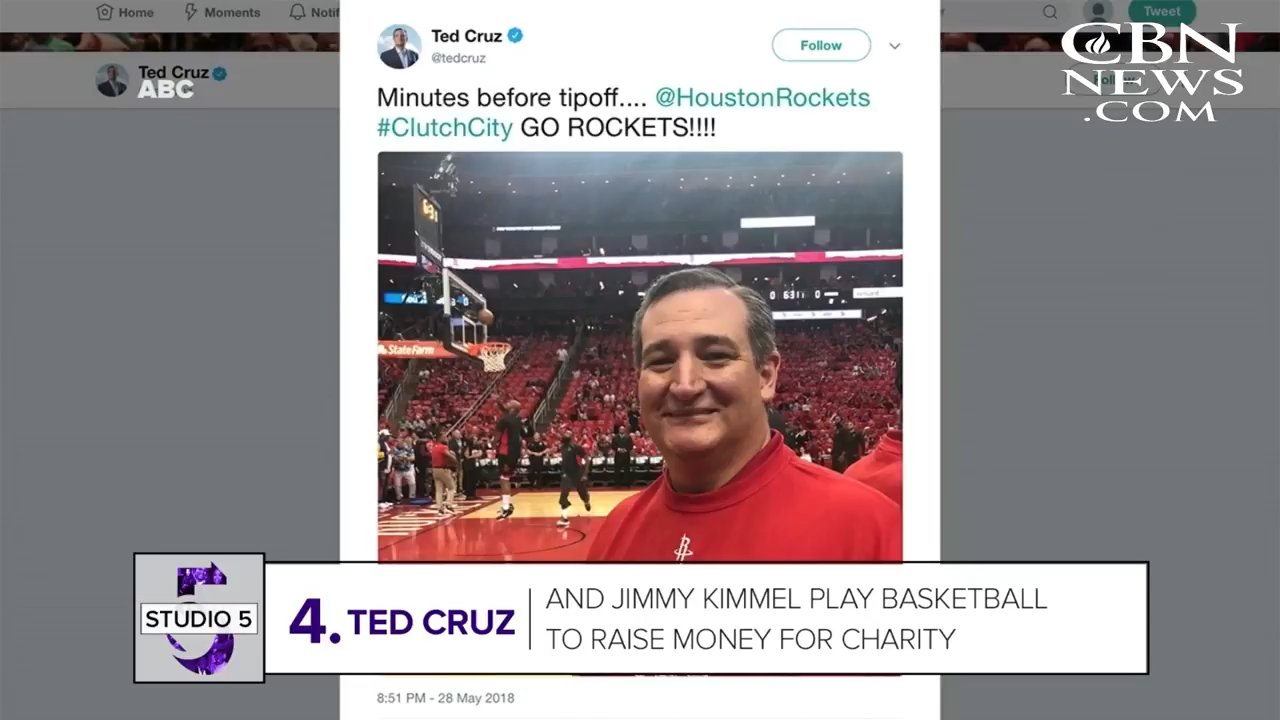 Home
Moments
Notif
Tweet
Ted Cruz
@tedcruz
Follow
CBN
NEWS
.COM
Ted Cruz
ABC
Minutes before tipoff.... @HoustonRockets
#ClutchCity GO ROCKETS!!!!
StateFarm
STUDIO 5
4. TED CRUZ
AND JIMMY KIMMEL PLAY BASKETBALL
TO RAISE MONEY FOR CHARITY
8:51 PM - 28 May 2018